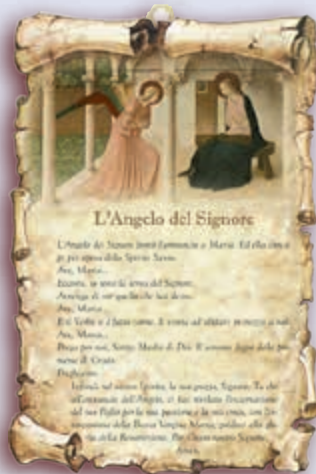 L'Angelo del Signore
L'Angelo del Signore portò l'annuncio a Maria. Ed ella
per opera dello Spirito Santo.
Ave, Maria...
Eccomi, io sono la serva del Signore.
Avvenga di me quello che hai detto.
Ave, Maria...
E il Verbo si è fatto carne. E venne ad abitare in mezzo a noi.
Ave, Maria...
Prega per noi, Santa Madre di Dio. E saremo degni delle pro-
messe di Cristo.
Preghiamo.
Infondi nel nostro Spirito, la tua grazia, Signore. Tu che
all'annuncio dell'Angelo, ci hai rivelato l'incarnazione
del tuo Figlio per la sua passione e la sua croce, con l'in-
tercessione della Beata Vergine Maria, guidaci alla glo-
ria della Resurrezione. Per Cristo nostro Signore.
Amen.